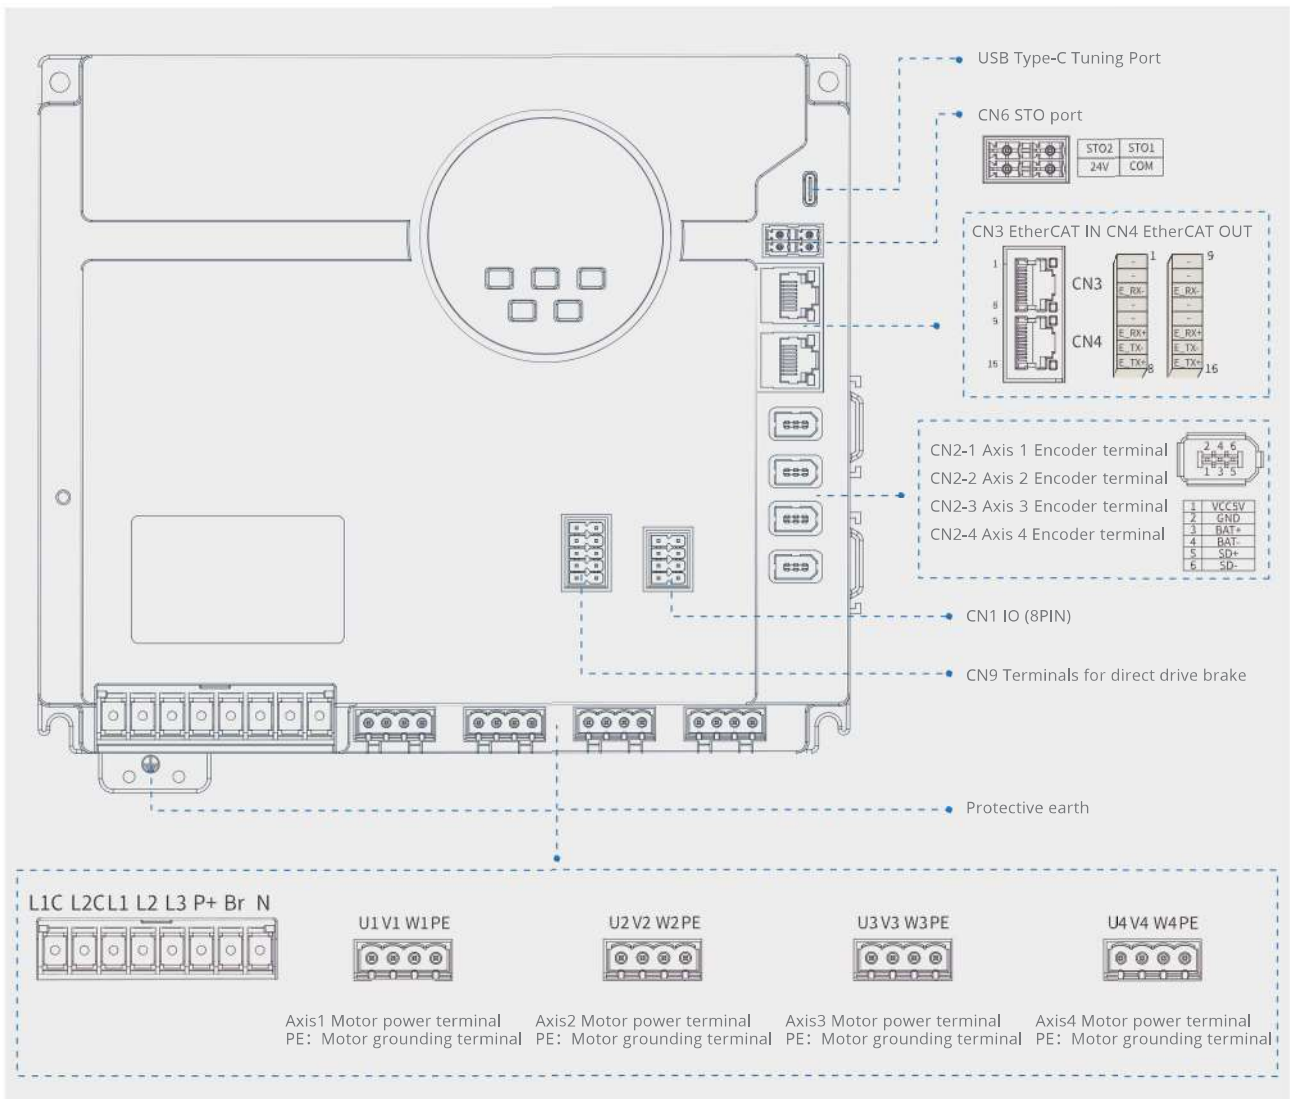 USB Type-C Tuning Port
CN6 STO port
STO2 STO1
24V COM
CN3 EtherCAT IN CN4 EtherCAT OUT
1 - 1 - 9
- -
CN3 E_RX- E_RX-
8 - -
9 - -
CN4 E_RX+ E_RX+
E_TX- E_TX-
16 E_TX+ 8 E_TX+ 16
CN2-1 Axis 1 Encoder terminal
CN2-2 Axis 2 Encoder terminal
CN2-3 Axis 3 Encoder terminal
CN2-4 Axis 4 Encoder terminal
2 4 6
1 3 5
1 VCC5V
2 GND
3 BAT+
4 BAT-
5 SD+
6 SD-
CN1 IO (8PIN)
CN9 Terminals for direct drive brake
Protective earth
L1C L2C L1 L2 L3 P+ Br N
U1 V1 W1 PE
U2 V2 W2 PE
U3 V3 W3 PE
U4 V4 W4 PE
Axis1 Motor power terminal
PE: Motor grounding terminal
Axis2 Motor power terminal
PE: Motor grounding terminal
Axis3 Motor power terminal
PE: Motor grounding terminal
Axis4 Motor power terminal
PE: Motor grounding terminal